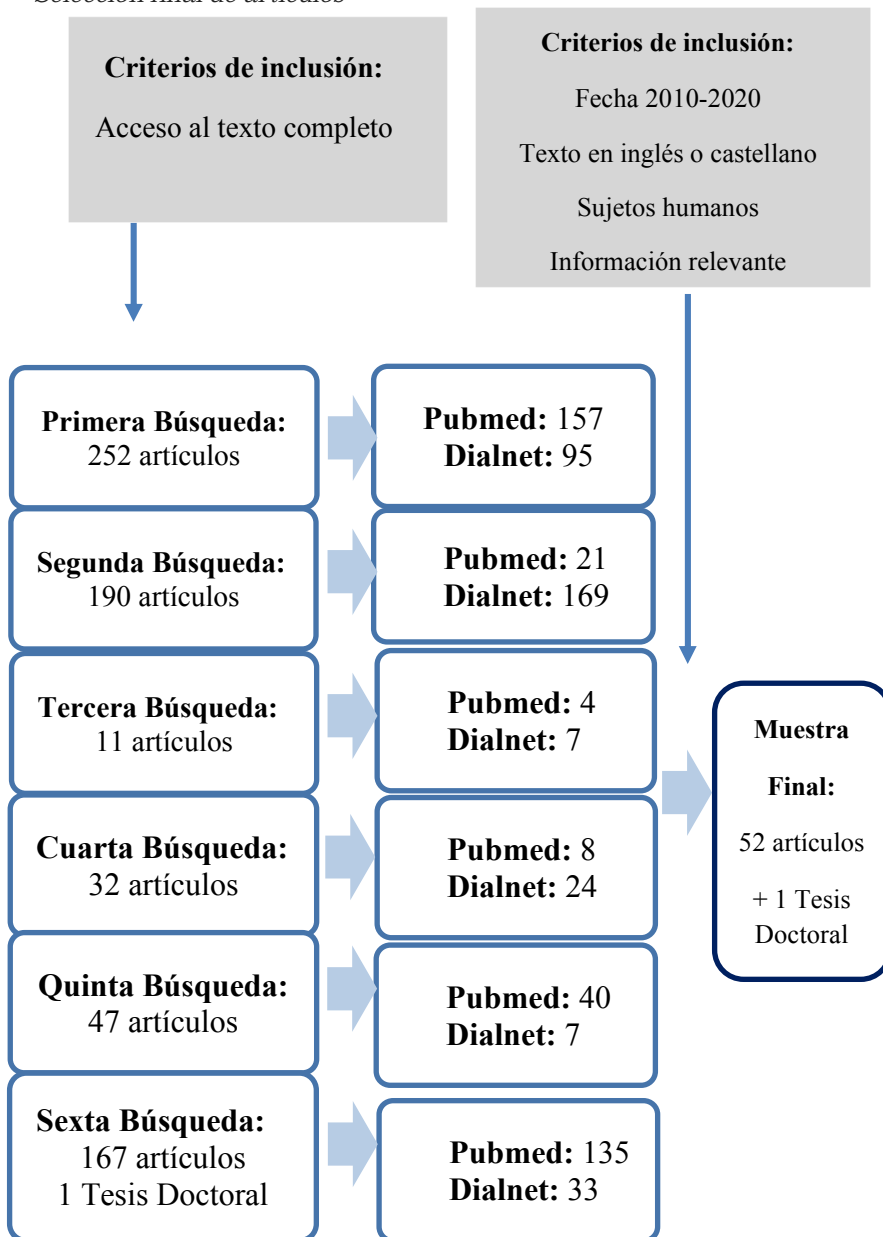 Selección final de artículos
Criterios de inclusión:
Acceso al texto completo
Criterios de inclusión:
Fecha 2010-2020
Texto en inglés o castellano
Sujetos humanos
Información relevante
Primera Búsqueda:
252 artículos
Pubmed: 157
Dialnet: 95
Segunda Búsqueda:
190 artículos
Pubmed: 21
Dialnet: 169
Tercera Búsqueda:
11 artículos
Pubmed: 4
Dialnet: 7
Cuarta Búsqueda:
32 artículos
Pubmed: 8
Dialnet: 24
Quinta Búsqueda:
47 artículos
Pubmed: 40
Dialnet: 7
Sexta Búsqueda:
167 artículos
1 Tesis Doctoral
Pubmed: 135
Dialnet: 33
Muestra
Final:
52 artículos
+ 1 Tesis
Doctoral